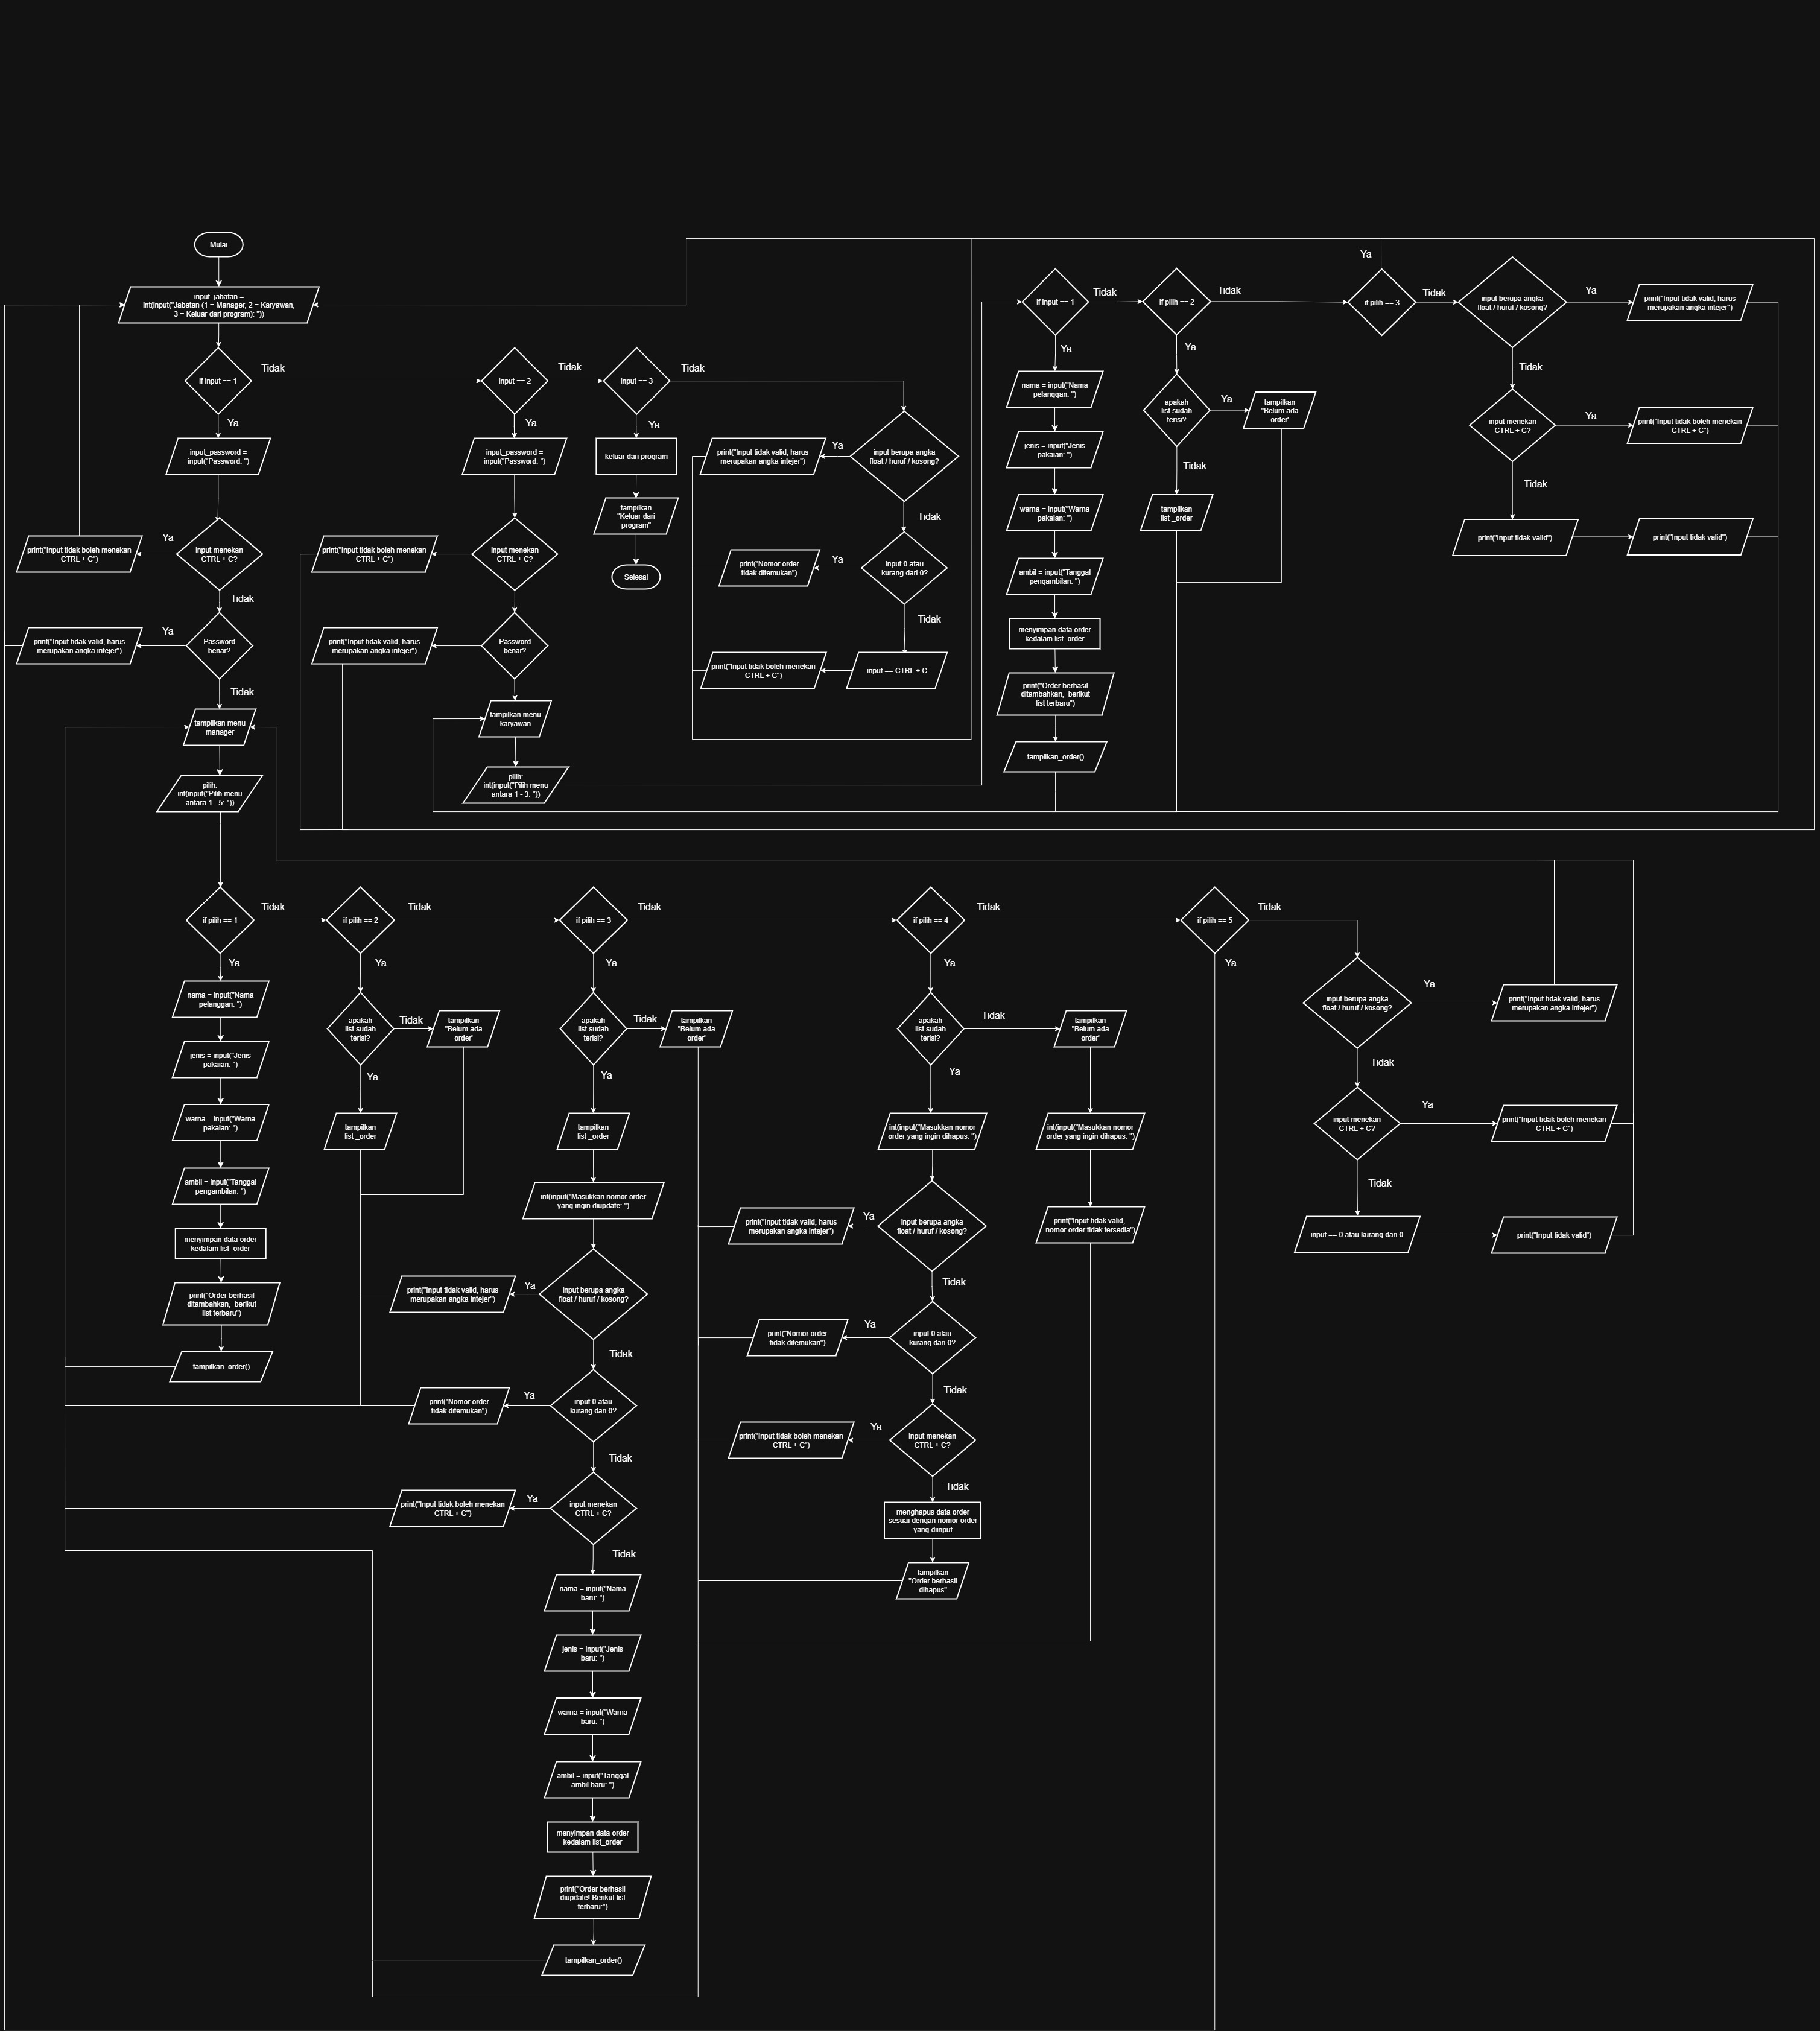 Mulai
input_jabatan =
int(input("Jabatan (1 = Manager, 2 = Karyawan,
3 = Keluar dari program): "))
if input == 1
Tidak
Ya
input_password =
input("Password: ")
input menekan
CTRL + C?
Ya
print("Input tidak boleh menekan
CTRL + C")
Tidak
Password
benar?
Ya
print("Input tidak valid, harus
merupakan angka intejer")
Tidak
tampilkan menu
manager
pilih:
int(input("Pilih menu
antara 1 - 5: "))
input == 2
Tidak
Ya
input_password =
input("Password: ")
input menekan
CTRL + C?
print("Input tidak boleh menekan
CTRL + C")
Password
benar?
print("Input tidak valid, harus
merupakan angka intejer")
tampilkan menu
karyawan
pilih:
int(input("Pilih menu
antara 1 - 3: "))
input == 3
Tidak
Ya
keluar dari program
tampilkan
"Keluar dari
program"
Selesai
input berupa angka
float / huruf / kosong?
Ya
print("Input tidak valid, harus
merupakan angka intejer")
Tidak
input 0 atau
kurang dari 0?
Ya
print("Nomor order
tidak ditemukan")
Tidak
input == CTRL + C
print("Input tidak boleh menekan
CTRL + C")
if input == 1
Tidak
Ya
nama = input("Nama
pelanggan: ")
jenis = input("Jenis
pakaian: ")
warna = input("Warna
pakaian: ")
ambil = input("Tanggal
pengambilan: ")
menyimpan data order
kedalam list_order
print("Order berhasil
ditambahkan,  berikut
list terbaru")
tampilkan_order()
if pilih == 2
Tidak
Ya
apakah
list sudah
terisi?
Ya
tampilkan
"Belum ada
order'
Tidak
tampilkan
list _order
Ya
if pilih == 3
Tidak
input berupa angka
float / huruf / kosong?
Ya
print("Input tidak valid, harus
merupakan angka intejer")
Tidak
input menekan
CTRL + C?
Ya
print("Input tidak boleh menekan
CTRL + C")
Tidak
print("Input tidak valid")
print("Input tidak valid")
if pilih == 1
Tidak
Ya
nama = input("Nama
pelanggan: ")
jenis = input("Jenis
pakaian: ")
warna = input("Warna
pakaian: ")
ambil = input("Tanggal
pengambilan: ")
menyimpan data order
kedalam list_order
print("Order berhasil
ditambahkan,  berikut
list terbaru")
tampilkan_order()
if pilih == 2
Tidak
Ya
apakah
list sudah
terisi?
Tidak
tampilkan
"Belum ada
order'
Ya
tampilkan
list _order
if pilih == 3
Tidak
Ya
apakah
list sudah
terisi?
Tidak
tampilkan
"Belum ada
order'
Ya
tampilkan
list _order
int(input("Masukkan nomor order
yang ingin diupdate: ")
input berupa angka
float / huruf / kosong?
Ya
print("Input tidak valid, harus
merupakan angka intejer")
Tidak
input 0 atau
kurang dari 0?
Ya
print("Nomor order
tidak ditemukan")
Tidak
input menekan
CTRL + C?
Ya
print("Input tidak boleh menekan
CTRL + C")
Tidak
nama = input("Nama
baru: ")
jenis = input("Jenis
baru: ")
warna = input("Warna
baru: ")
ambil = input("Tanggal
ambil baru: ")
menyimpan data order
kedalam list_order
print("Order berhasil
diupdate! Berikut list
terbaru:")
tampilkan_order()
if pilih == 4
Tidak
Ya
apakah
list sudah
terisi?
Tidak
tampilkan
"Belum ada
order'
Ya
int(input("Masukkan nomor
order yang ingin dihapus: ")
int(input("Masukkan nomor
order yang ingin dihapus: ")
print("Input tidak valid,
nomor order tidak tersedia")
input berupa angka
float / huruf / kosong?
Ya
print("Input tidak valid, harus
merupakan angka intejer")
Tidak
input 0 atau
kurang dari 0?
Ya
print("Nomor order
tidak ditemukan")
Tidak
input menekan
CTRL + C?
Ya
print("Input tidak boleh menekan
CTRL + C")
Tidak
menghapus data order
sesuai dengan nomor order
yang diinput
tampilkan
"Order berhasil
dihapus"
if pilih == 5
Tidak
Ya
input berupa angka
float / huruf / kosong?
Ya
print("Input tidak valid, harus
merupakan angka intejer")
Tidak
input menekan
CTRL + C?
Ya
print("Input tidak boleh menekan
CTRL + C")
Tidak
input == 0 atau kurang dari 0
print("Input tidak valid")